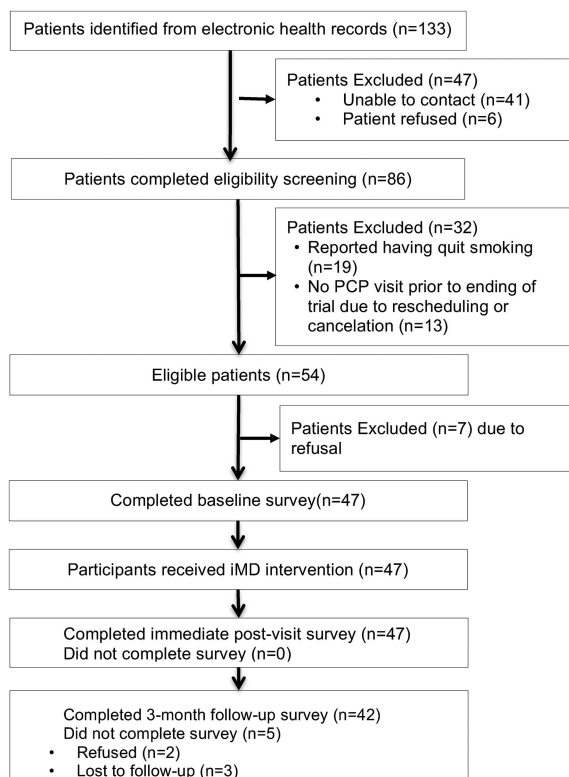 Patients identified from electronic health records (n=133)
Patients Excluded (n=47)
• Unable to contact (n=41)
• Patient refused (n=6)
Patients completed eligibility screening (n=86)
Patients Excluded (n=32)
• Reported having quit smoking
(n=19)
• No PCP visit prior to ending of
trial due to rescheduling or
cancelation (n=13)
Eligible patients (n=54)
Patients Excluded (n=7) due to
refusal
Completed baseline survey(n=47)
Participants received iMD intervention (n=47)
Completed immediate post-visit survey (n=47)
Did not complete survey (n=0)
Completed 3-month follow-up survey (n=42)
Did not complete survey (n=5)
• Refused (n=2)
• Lost to follow-up (n=3)